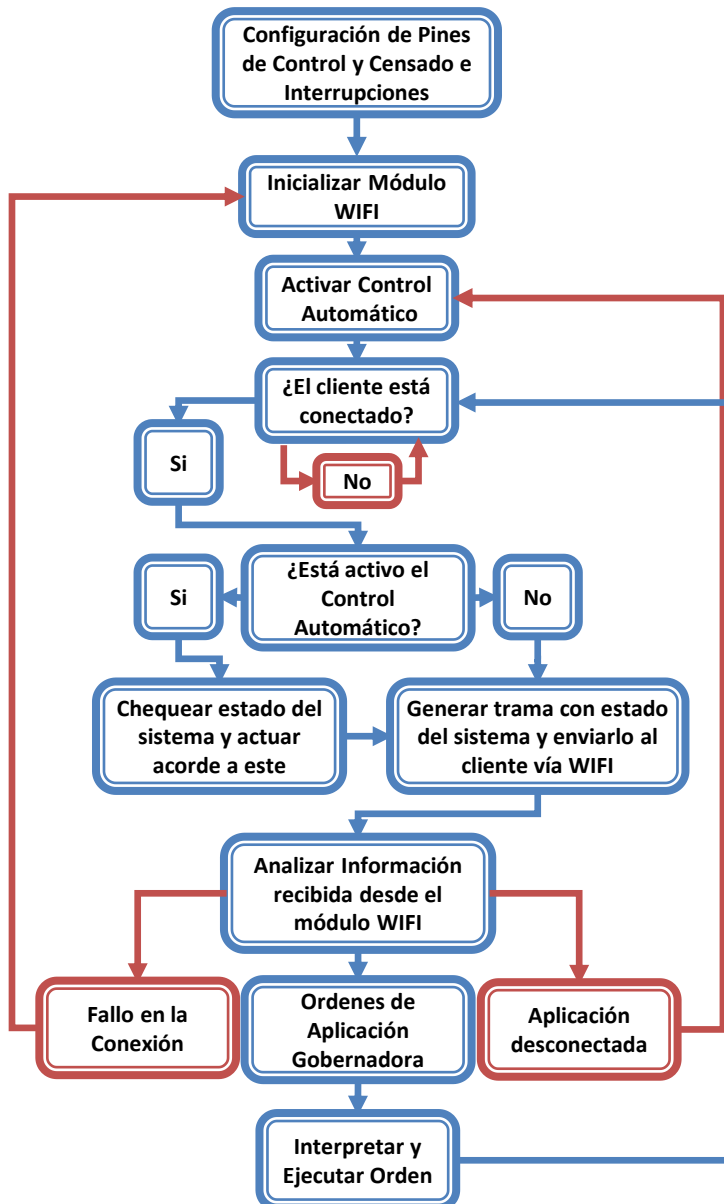 Configuración de Pines
de Control y Censado e
Interrupciones
Inicializar Módulo
WIFI
Activar Control
Automático
¿El cliente está
conectado?
Si
No
¿Está activo el
Control
Automático?
Si
No
Chequear estado del
sistema y actuar
acorde a este
Generar trama con estado
del sistema y enviarlo al
cliente vía WIFI
Analizar Información
recibida desde el
módulo WIFI
Fallo en la
Conexión
Ordenes de
Aplicación
Gobernadora
Aplicación
desconectada
Interpretar y
Ejecutar Orden